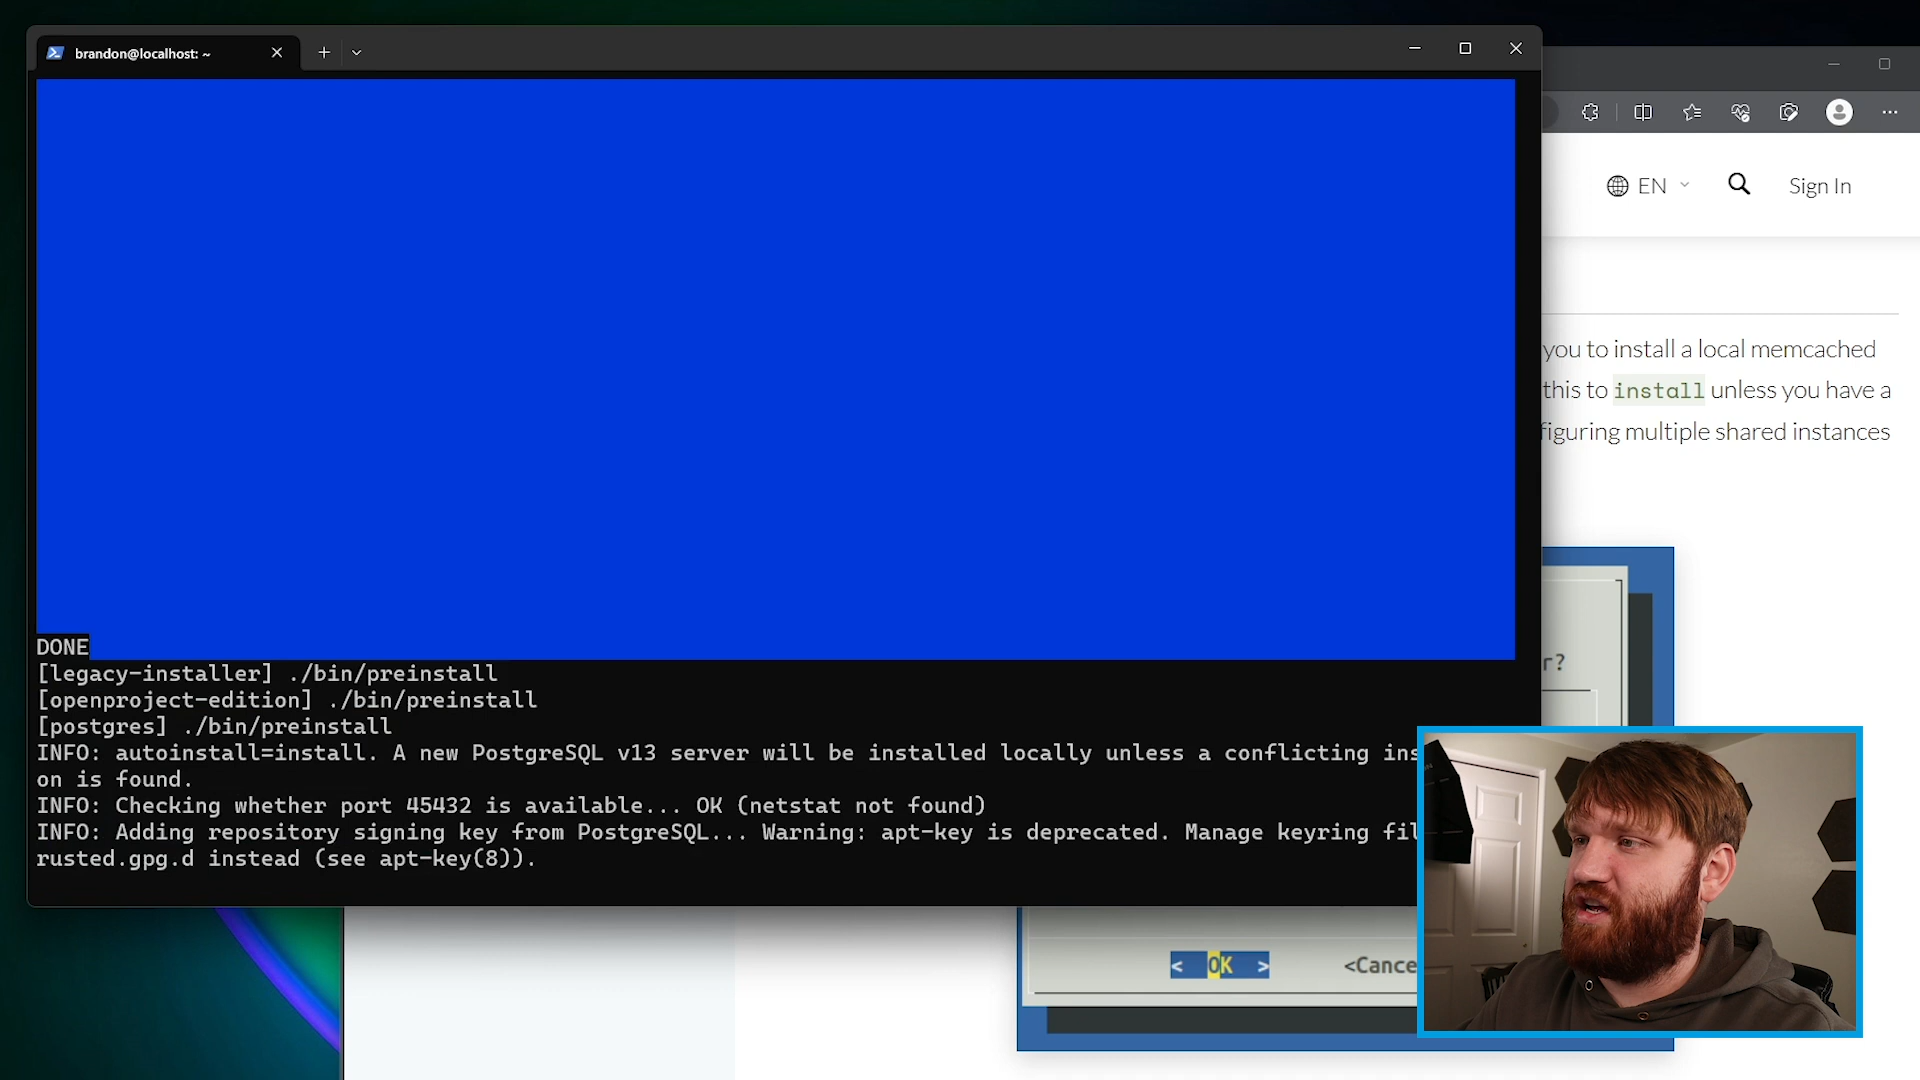 brandon@localhost: ~
EN
Sign In
you to install a local memcached
this to install unless you have a
figuring multiple shared instances
r?
DONE
[legacy-installer] ./bin/preinstall
[openproject-edition] ./bin/preinstall
[postgres] ./bin/preinstall
INFO: autoinstall=install. A new PostgreSQL v13 server will be installed locally unless a conflicting ins
on is found.
INFO: Checking whether port 45432 is available... OK (netstat not found)
INFO: Adding repository signing key from PostgreSQL... Warning: apt-key is deprecated. Manage keyring fil
rusted.gpg.d instead (see apt-key(8)).
< OK > <Cance